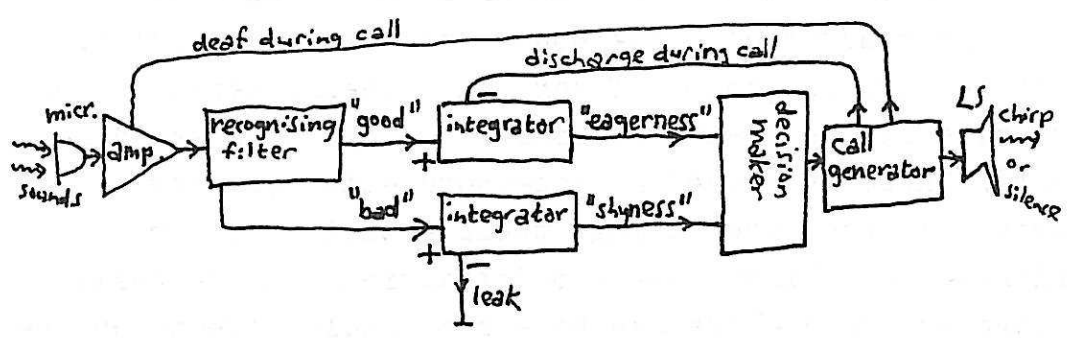 deaf during call
discharge during call
micr.
amp.
sounds
recognising
filter
"good"
+
−
integrator
"eagerness"
"bad"
+
integrator
−
leak
"shyness"
decision
maker
call
generator
LS
chirp
or
silence